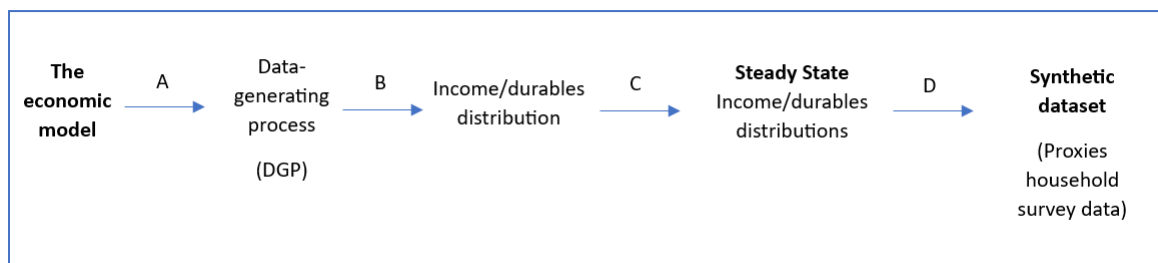 The
economic
model
A
Data-
generating
process
(DGP)
B
Income/durables
distribution
C
Steady State
Income/durables
distributions
D
Synthetic
dataset
(Proxies
household
survey data)